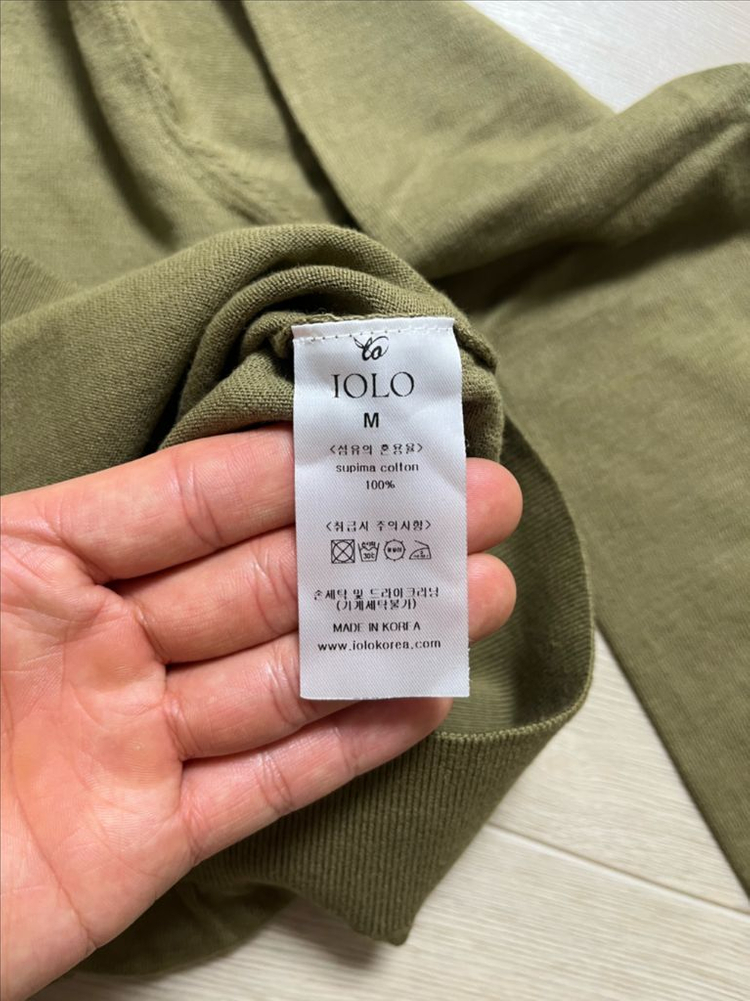 IOLO
M
<섬유의 혼용율>
supima cotton
100%
<취급시 주의사항>
손세탁 및 드라이크리닝
(기계세탁불가)
MADE IN KOREA
www.iolokorea.com